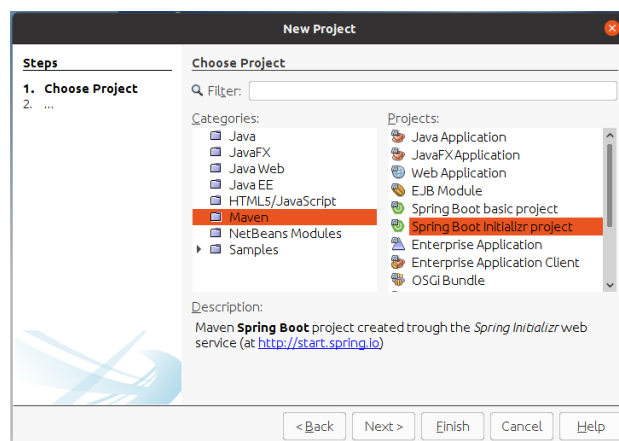 New Project
Steps
1. Choose Project
2. ...
Choose Project
Filter:
Categories:
Java
JavaFX
Java Web
Java EE
HTML5/JavaScript
Maven
NetBeans Modules
Samples
Projects:
Java Application
JavaFXApplication
Web Application
EJB Module
Spring Boot basic project
Spring Boot Initializr project
Enterprise Application
Enterprise Application Client
OSGi Bundle
Description:
Maven Spring Boot project created trough the Spring Initializr web
service (at http://start.spring.io)
< Back
Next >
Finish
Cancel
Help